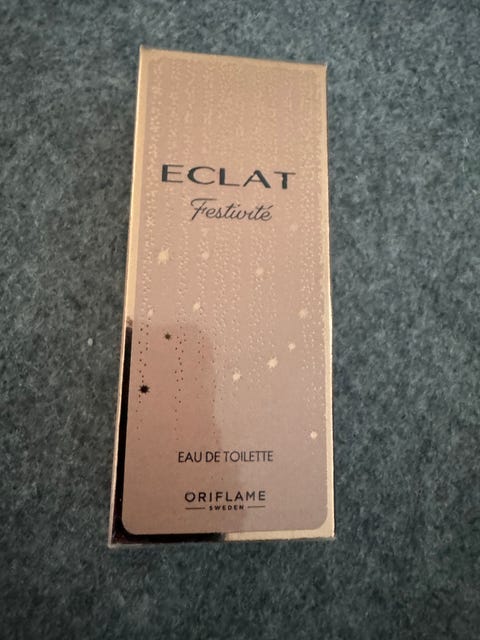 ECLAT
Festivité
EAU DE TOILETTE
ORIFLAME
SWEDEN